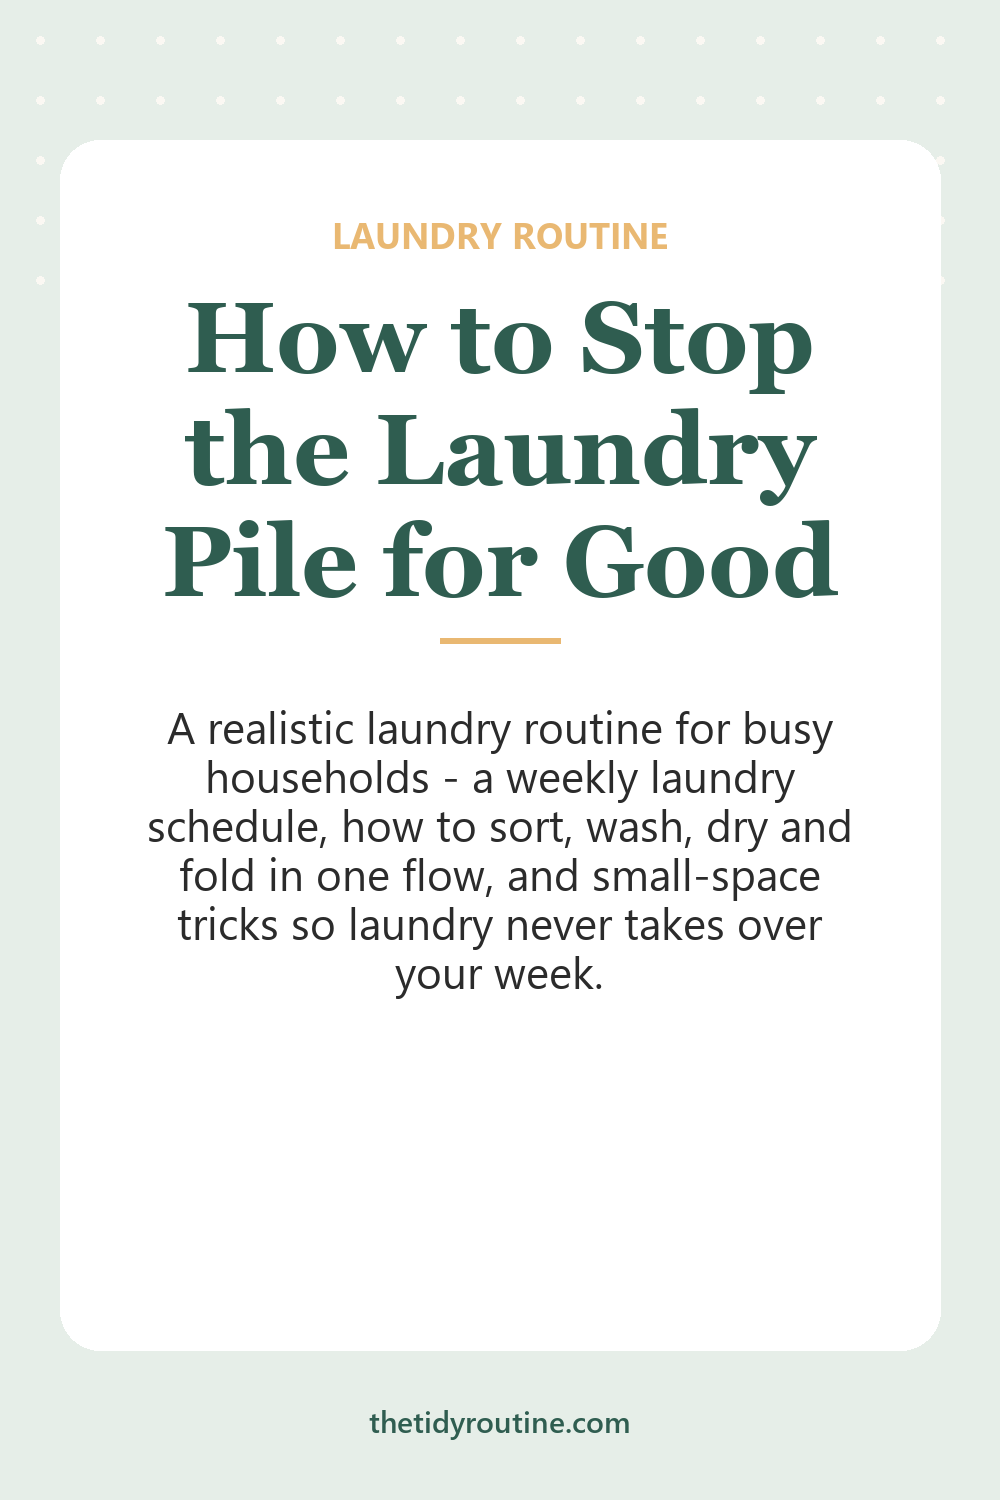 LAUNDRY ROUTINE
How to Stop
the Laundry
Pile for Good
A realistic laundry routine for busy
households - a weekly laundry
schedule, how to sort, wash, dry and
fold in one flow, and small-space
tricks so laundry never takes over
your week.
thetidyroutine.com